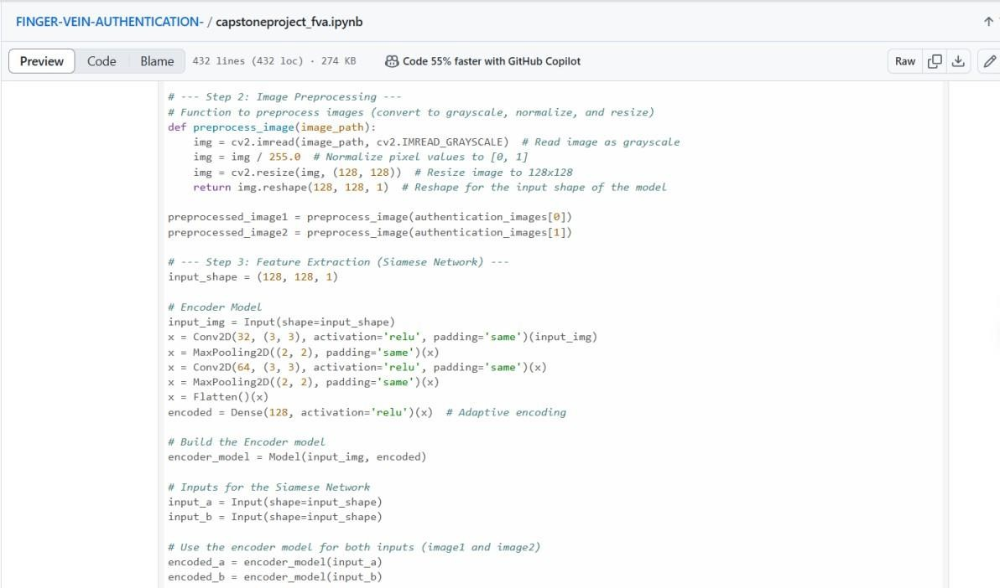 FINGER-VEIN-AUTHENTICATION- / capstoneproject_fva.ipynb
Preview Code Blame 432 lines (432 loc) · 274 KB Code 55% faster with GitHub Copilot Raw
# --- Step 2: Image Preprocessing ---
# Function to preprocess images (convert to grayscale, normalize, and resize)
def preprocess_image(image_path):
    img = cv2.imread(image_path, cv2.IMREAD_GRAYSCALE)  # Read image as grayscale
    img = img / 255.0  # Normalize pixel values to [0, 1]
    img = cv2.resize(img, (128, 128))  # Resize image to 128x128
    return img.reshape(128, 128, 1)  # Reshape for the input shape of the model
preprocessed_image1 = preprocess_image(authentication_images[0])
preprocessed_image2 = preprocess_image(authentication_images[1])
# --- Step 3: Feature Extraction (Siamese Network) ---
input_shape = (128, 128, 1)
# Encoder Model
input_img = Input(shape=input_shape)
x = Conv2D(32, (3, 3), activation='relu', padding='same')(input_img)
x = MaxPooling2D((2, 2), padding='same')(x)
x = Conv2D(64, (3, 3), activation='relu', padding='same')(x)
x = MaxPooling2D((2, 2), padding='same')(x)
x = Flatten()(x)
encoded = Dense(128, activation='relu')(x)  # Adaptive encoding
# Build the Encoder model
encoder_model = Model(input_img, encoded)
# Inputs for the Siamese Network
input_a = Input(shape=input_shape)
input_b = Input(shape=input_shape)
# Use the encoder model for both inputs (image1 and image2)
encoded_a = encoder_model(input_a)
encoded_b = encoder_model(input_b)